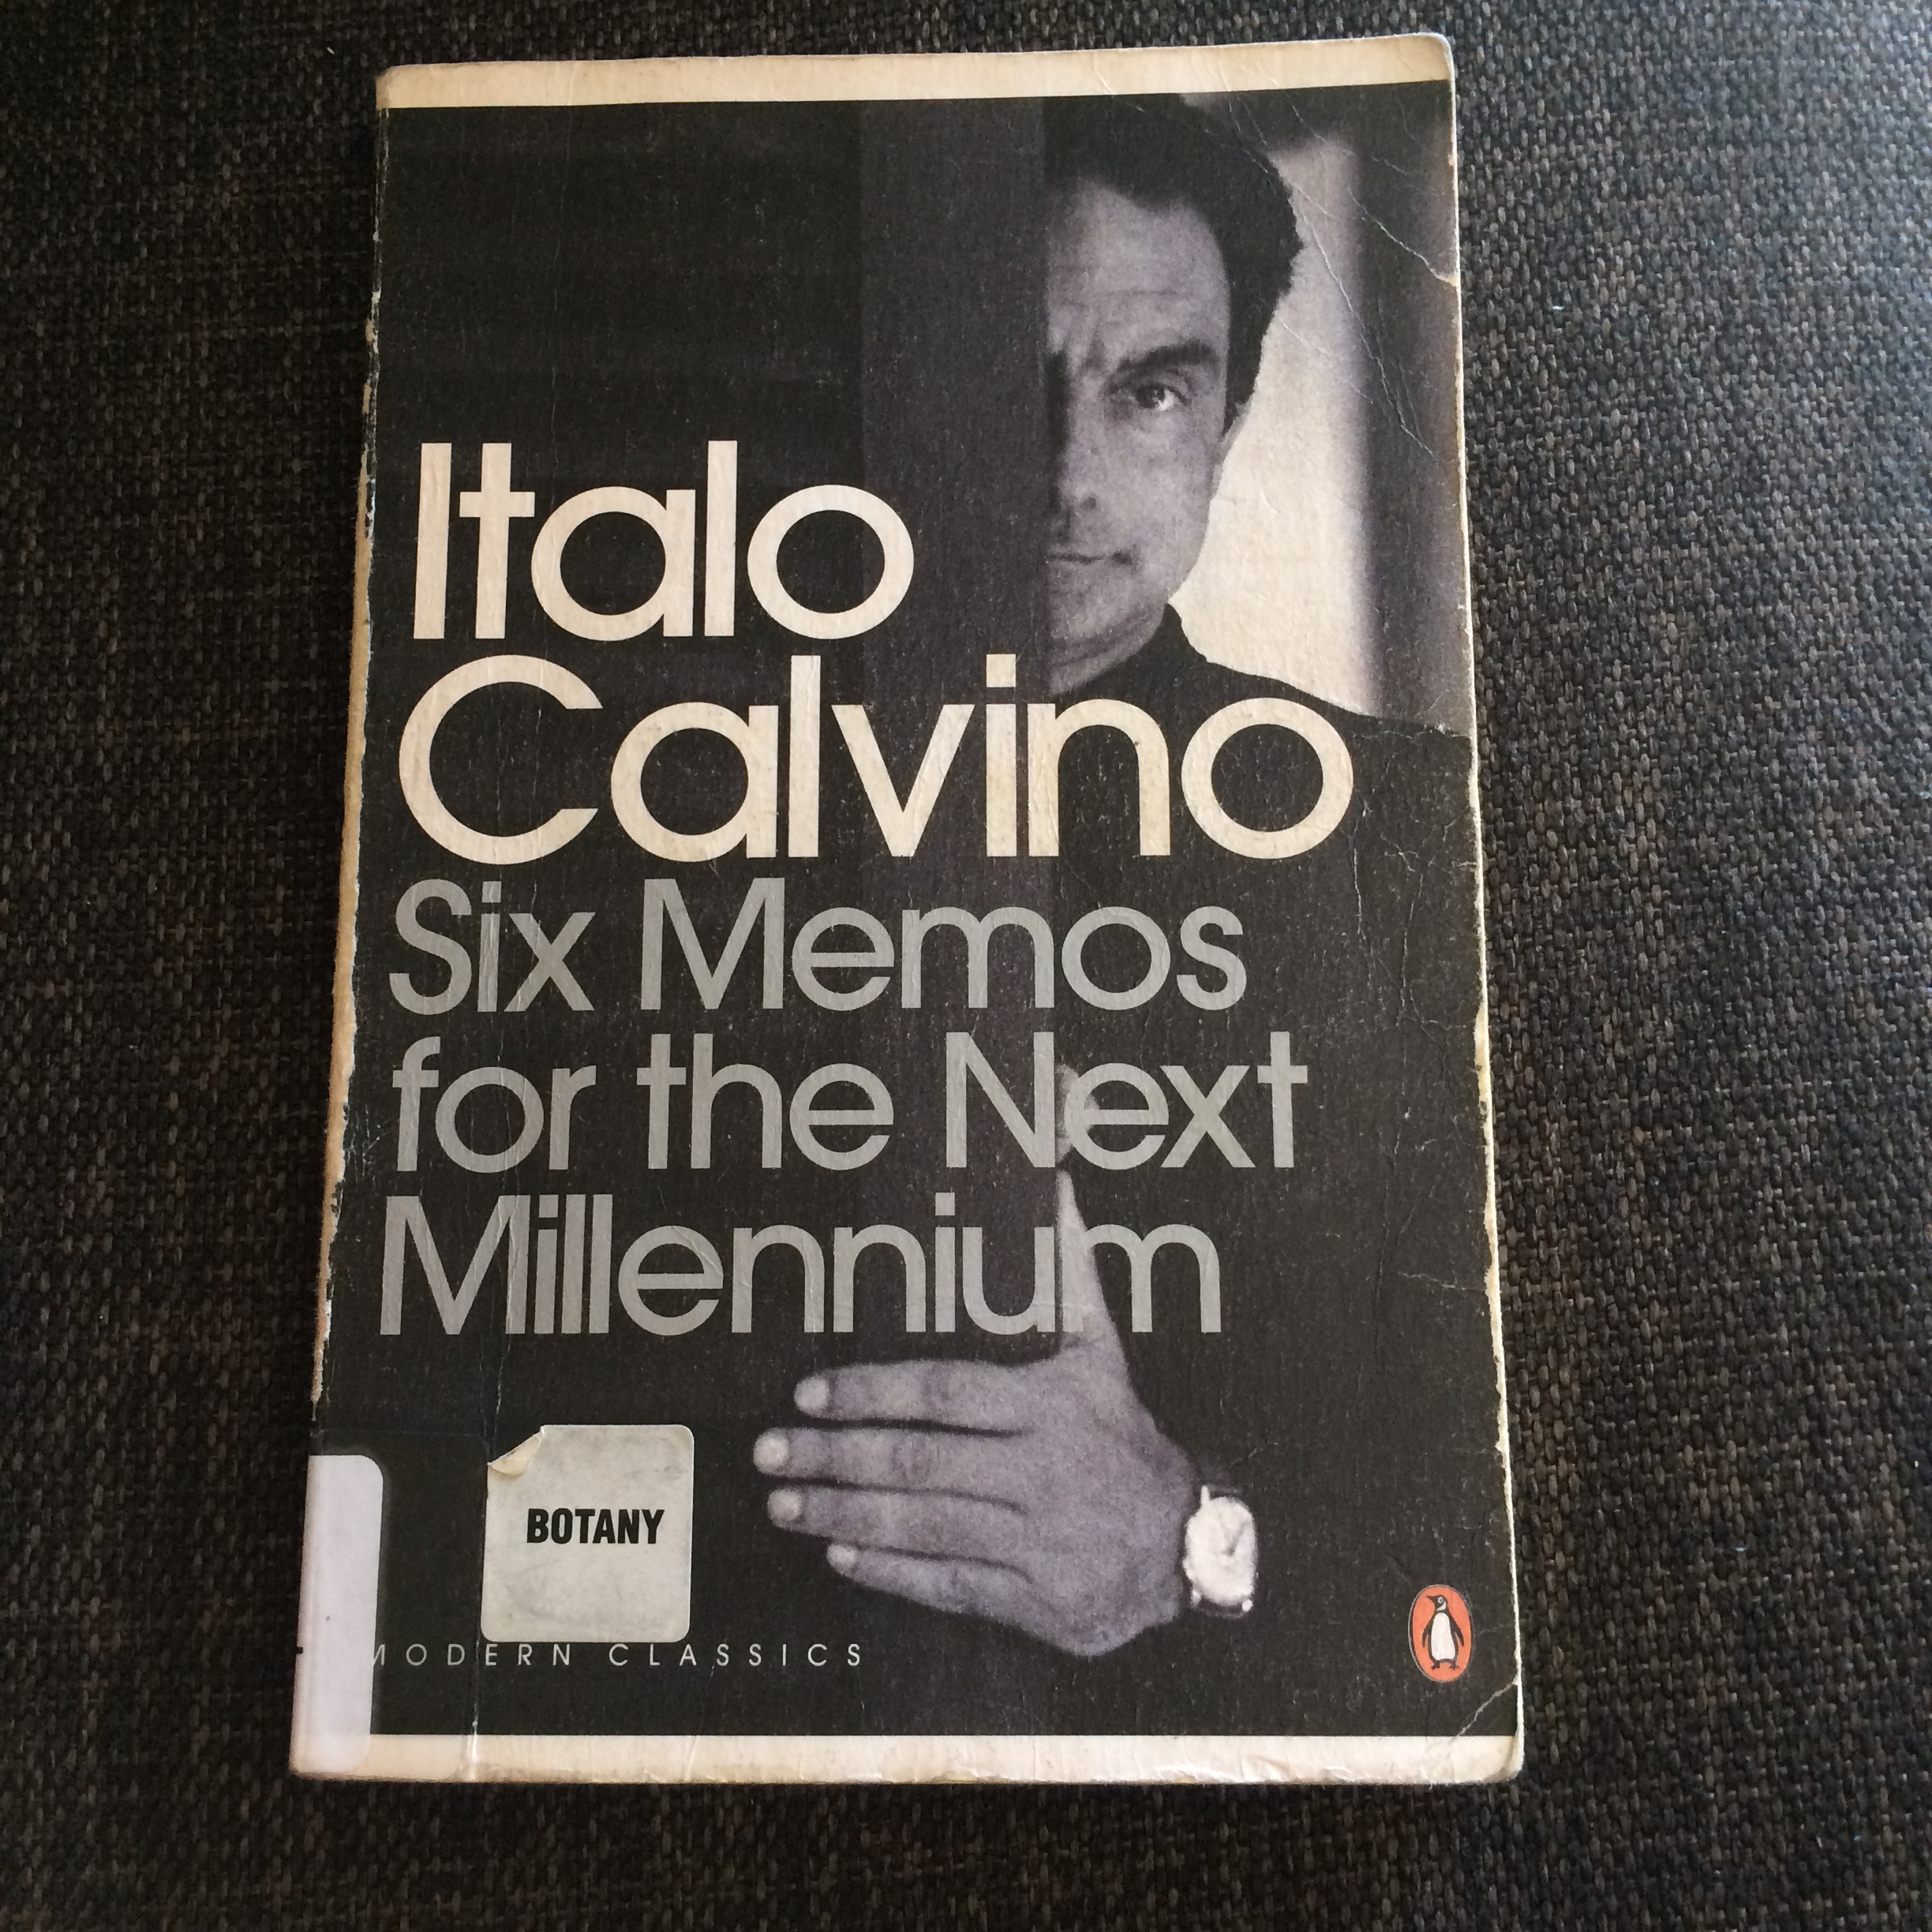 Italo
Calvino
Six Memos
for the Next
Millennium
BOTANY
MODERN CLASSICS